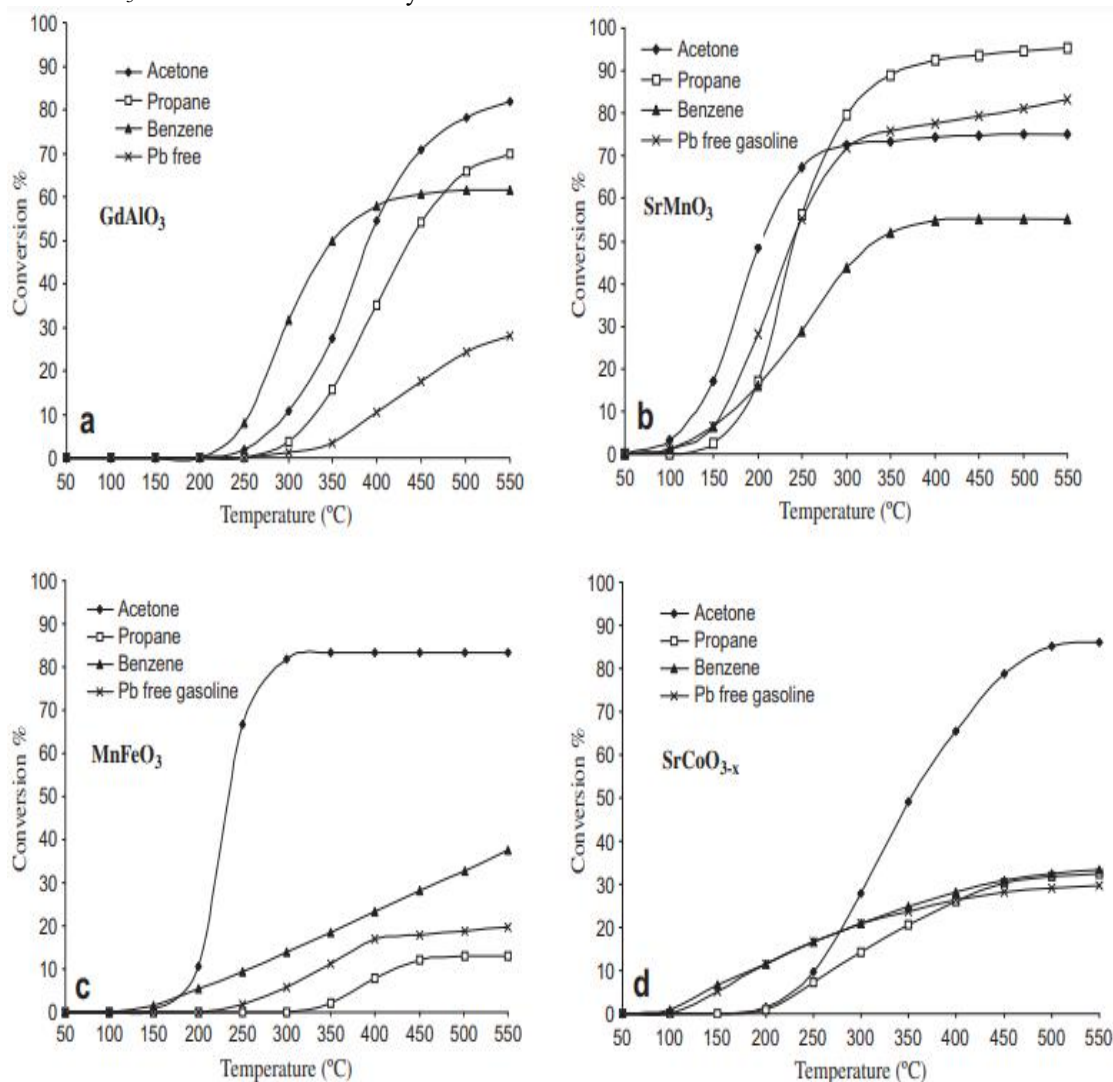 100
90
80
70
60
50
40
30
20
10
0
Conversion %
Acetone
Propane
Benzene
Pb free
GdAlO₃
a
50 100 150 200 250 300 350 400 450 500 550
Temperature (ºC)
100
90
80
70
60
50
40
30
20
10
0
Conversion %
Acetone
Propane
Benzene
Pb free gasoline
SrMnO₃
b
50 100 150 200 250 300 350 400 450 500 550
Temperature (ºC)
100
90
80
70
60
50
40
30
20
10
0
Conversion %
Acetone
Propane
Benzene
Pb free gasoline
MnFeO₃
c
50 100 150 200 250 300 350 400 450 500 550
Temperature (ºC)
100
90
80
70
60
50
40
30
20
10
0
Conversion %
Acetone
Propane
Benzene
Pb free gasoline
SrCoO₃₋ₓ
d
50 100 150 200 250 300 350 400 450 500 550
Temperature (ºC)